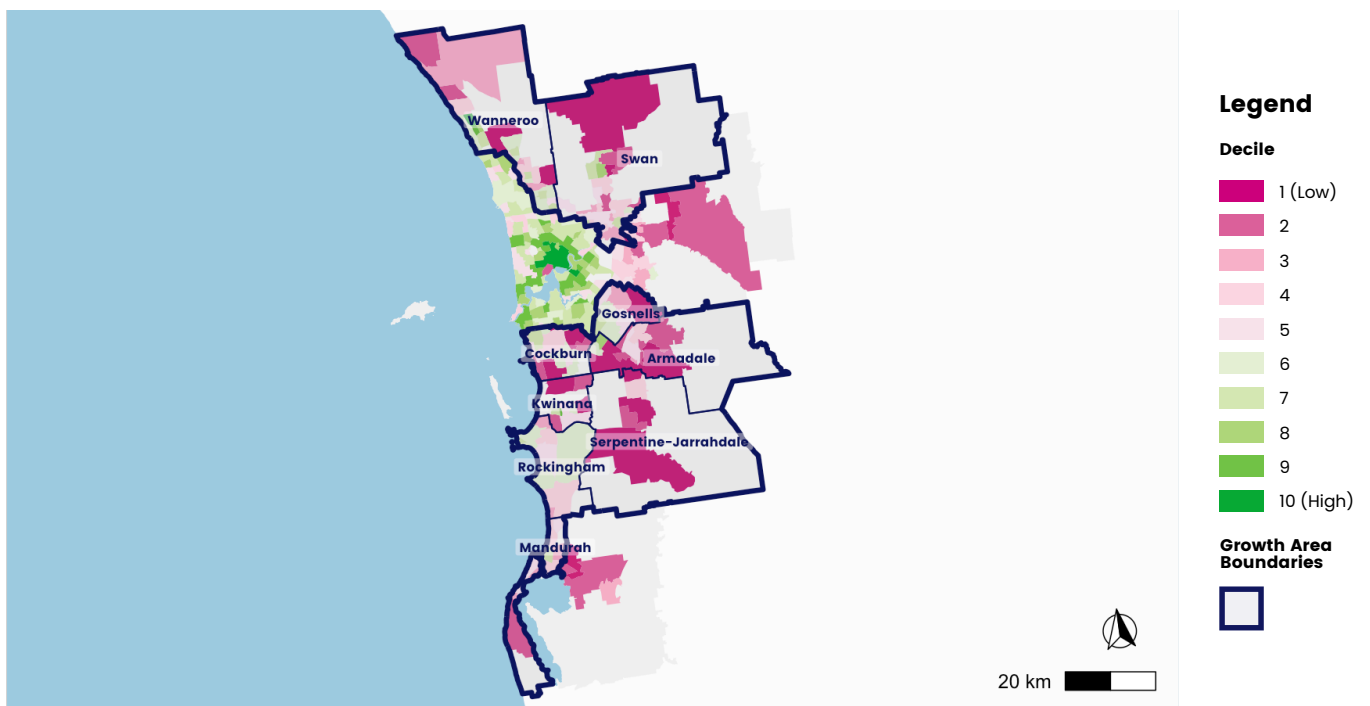 Wanneroo
Swan
Gosnells
Cockburn
Armadale
Kwinana
Serpentine-Jarrahdale
Rockingham
Mandurah
20 km
Legend
Decile
1 (Low)
2
3
4
5
6
7
8
9
10 (High)
Growth Area
Boundaries